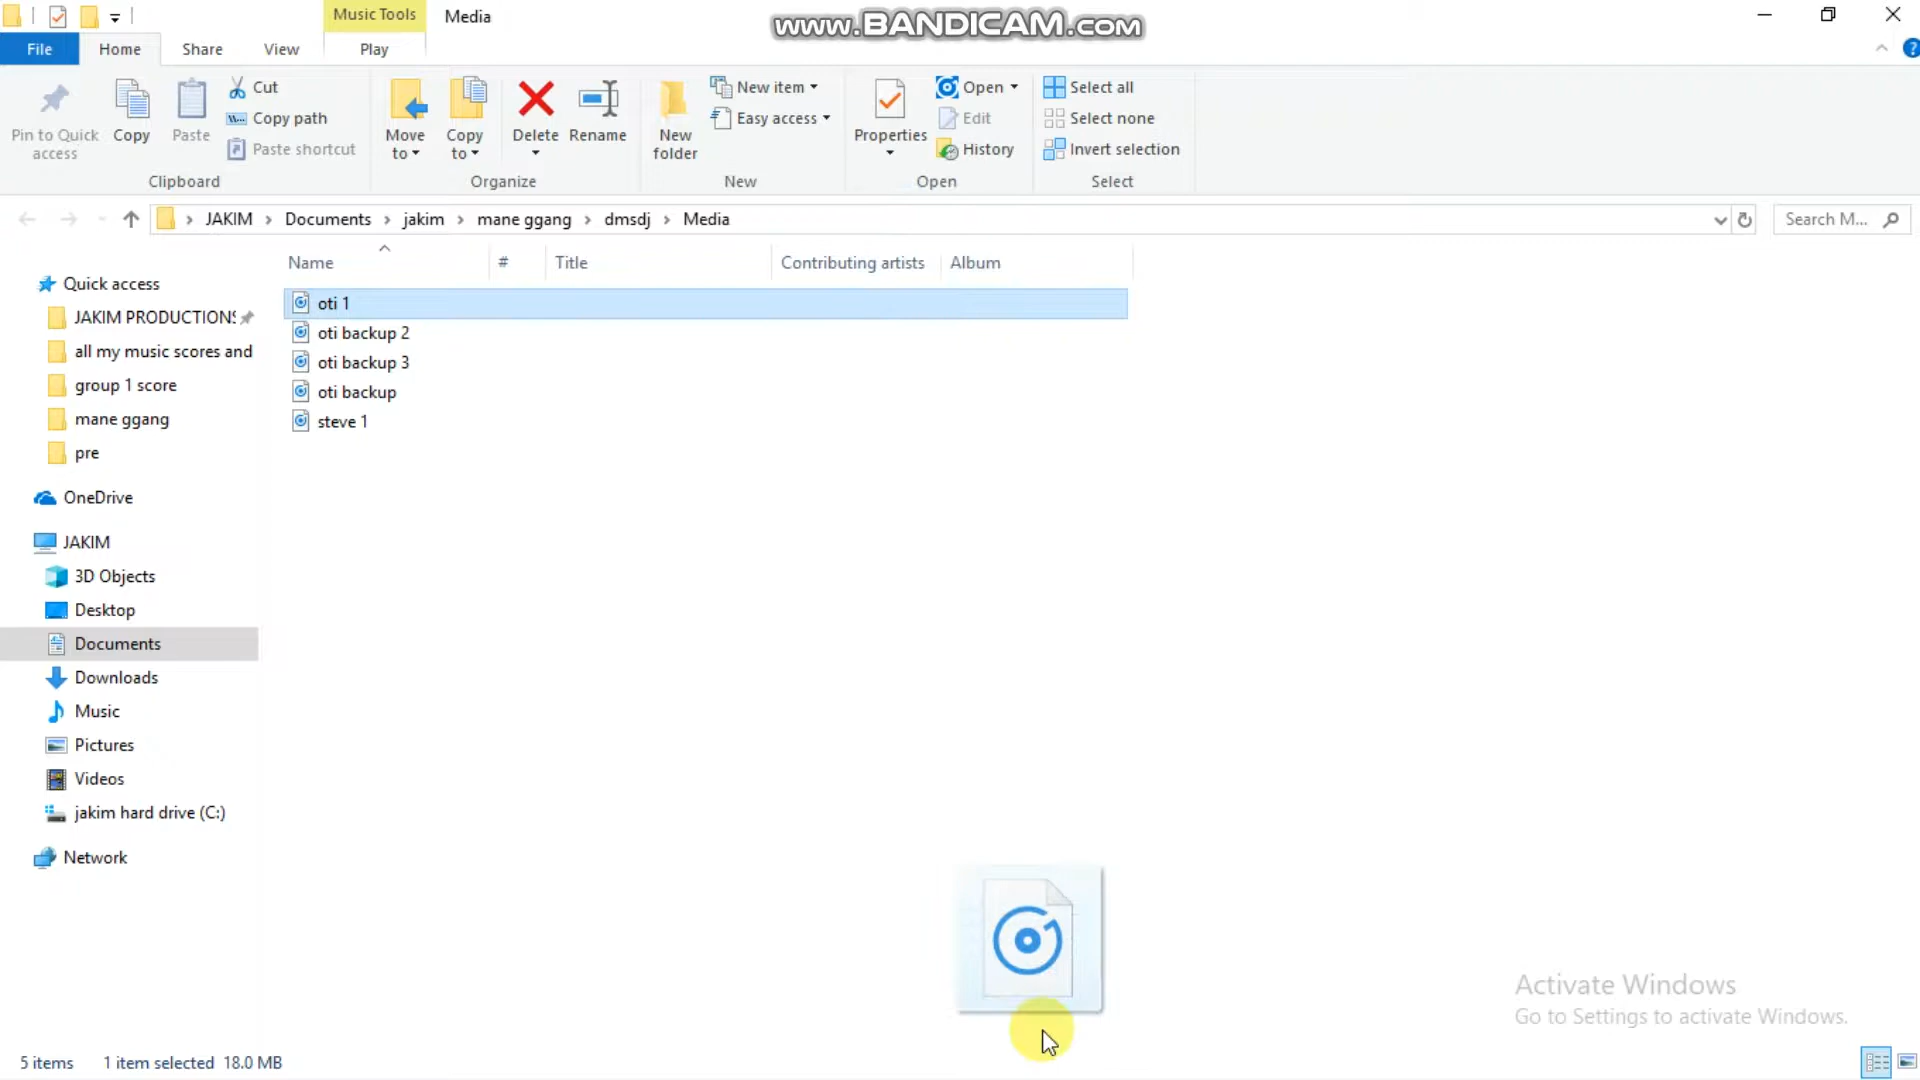 Music Tools
Media
www.BANDICAM.com
File
Home
Share
View
Play
Pin to Quick access
Copy
Paste
Cut
Copy path
Paste shortcut
Clipboard
Move to
Copy to
Delete
Rename
Organize
New folder
New item
Easy access
New
Properties
Open
Edit
History
Open
Select all
Select none
Invert selection
Select
JAKIM > Documents > jakim > mane ggang > dmsdj > Media
Search M...
Name
#
Title
Contributing artists
Album
Quick access
JAKIM PRODUCTIONS
all my music scores and
group 1 score
mane ggang
pre
OneDrive
JAKIM
3D Objects
Desktop
Documents
Downloads
Music
Pictures
Videos
jakim hard drive (C:)
Network
oti 1
oti backup 2
oti backup 3
oti backup
steve 1
Activate Windows
Go to Settings to activate Windows.
5 items
1 item selected 18.0 MB